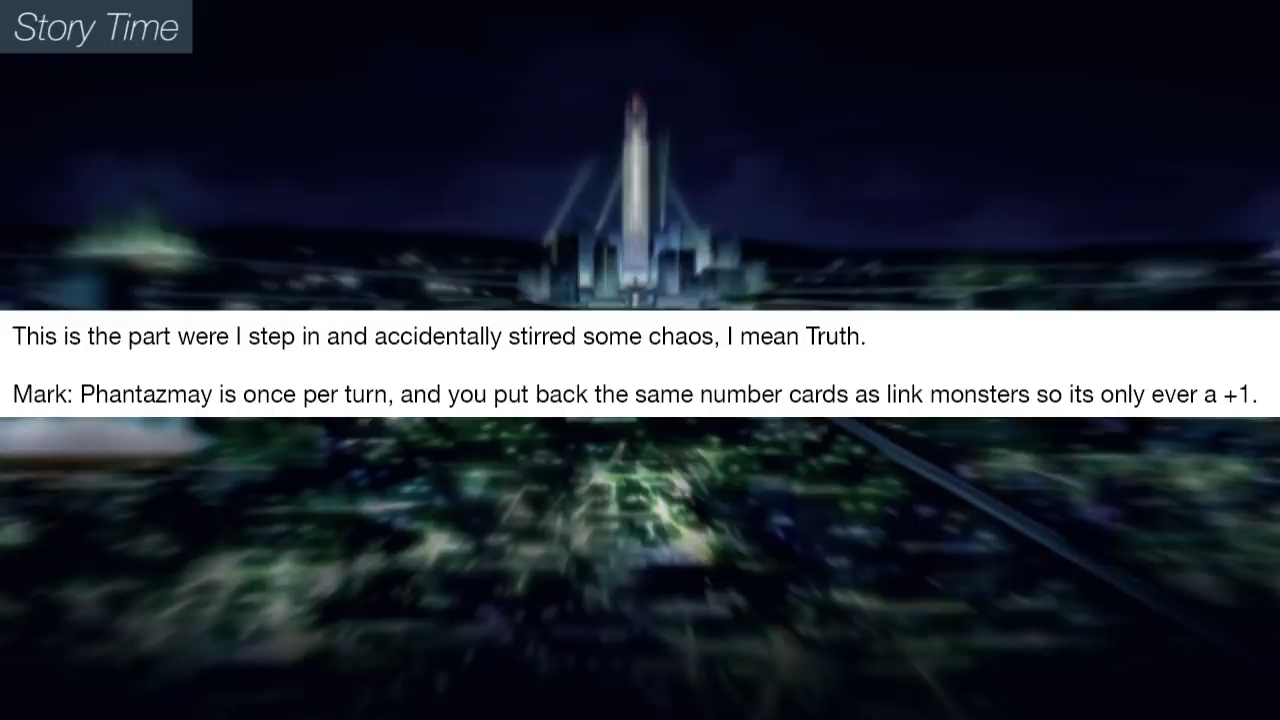 Story Time
This is the part were I step in and accidentally stirred some chaos, I mean Truth.
Mark: Phantazmay is once per turn, and you put back the same number cards as link monsters so its only ever a +1.